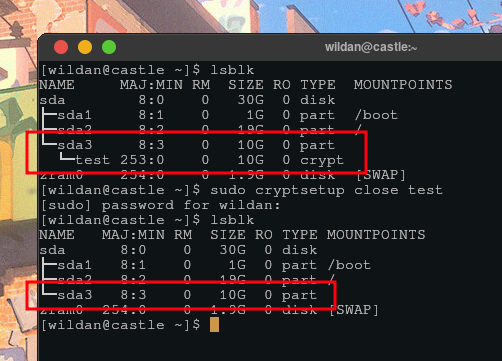 wildan@castle:~
[wildan@castle ~]$ lsblk
NAME     MAJ:MIN RM  SIZE RO TYPE  MOUNTPOINTS
sda        8:0    0   30G  0 disk
├─sda1     8:1    0    1G  0 part  /boot
├─sda2     8:2    0   19G  0 part  /
└─sda3     8:3    0   10G  0 part
  └─test 253:0    0   10G  0 crypt
zram0    254:0    0  1.9G  0 disk  [SWAP]
[wildan@castle ~]$ sudo cryptsetup close test
[sudo] password for wildan:
[wildan@castle ~]$ lsblk
NAME   MAJ:MIN RM  SIZE RO TYPE MOUNTPOINTS
sda      8:0    0   30G  0 disk
├─sda1   8:1    0    1G  0 part /boot
├─sda2   8:2    0   19G  0 part /
└─sda3   8:3    0   10G  0 part
zram0  254:0    0  1.9G  0 disk [SWAP]
[wildan@castle ~]$